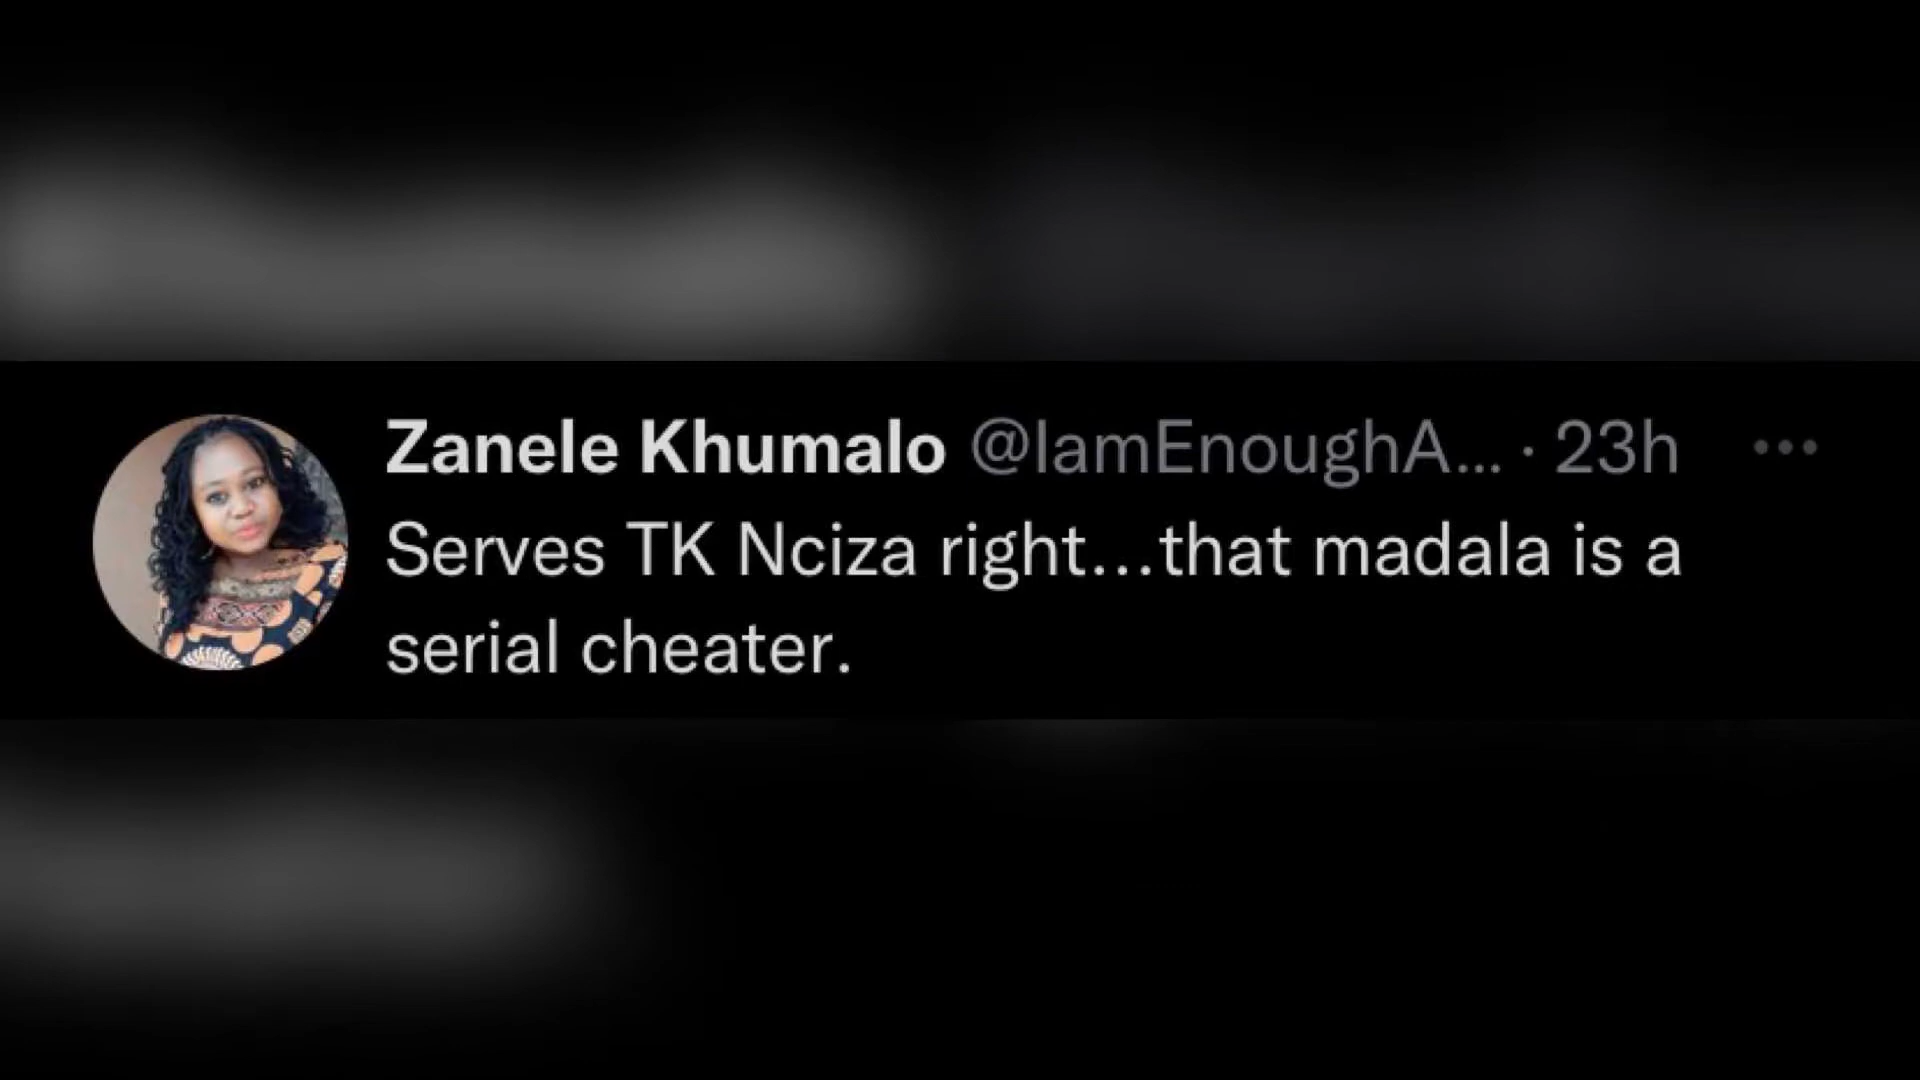 Zanele Khumalo @IamEnoughA... · 23h
Serves TK Nciza right...that madala is a
serial cheater.